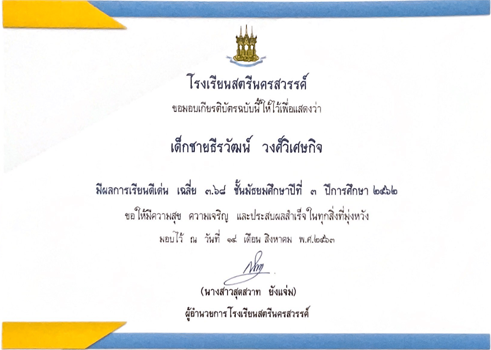 โรงเรียนสตรีนครสวรรค์
ขอมอบเกียรติบัตรฉบับนี้ให้ไว้เพื่อแสดงว่า
เด็กชายธีรวัฒน์ วงศ์วิเศษกิจ
มีผลการเรียนดีเด่น เฉลี่ย ๓.๖๘ ชั้นมัธยมศึกษาปีที่ ๓ ปีการศึกษา ๒๕๖๒
ขอให้มีความสุข ความเจริญ และประสบผลสำเร็จในทุกสิ่งที่มุ่งหวัง
มอบไว้ ณ วันที่ ๑๔ เดือน สิงหาคม พ.ศ.๒๕๖๓
(นางสาวสุดสวาท ยังแจ่ม)
ผู้อำนวยการโรงเรียนสตรีนครสวรรค์